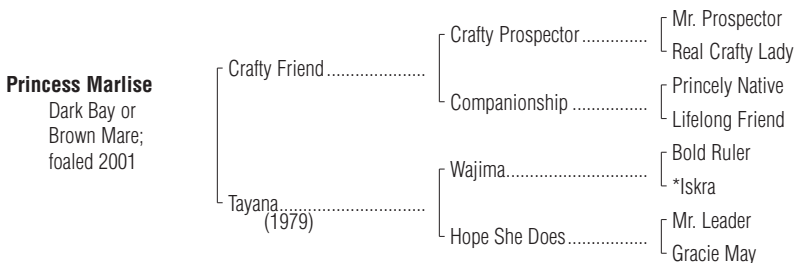 Princess Marlise
Dark Bay or
Brown Mare;
foaled 2001
Crafty Friend
Tayana
(1979)
Crafty Prospector
Companionship
Wajima
Hope She Does
Mr. Prospector
Real Crafty Lady
Princely Native
Lifelong Friend
Bold Ruler
*Iskra
Mr. Leader
Gracie May